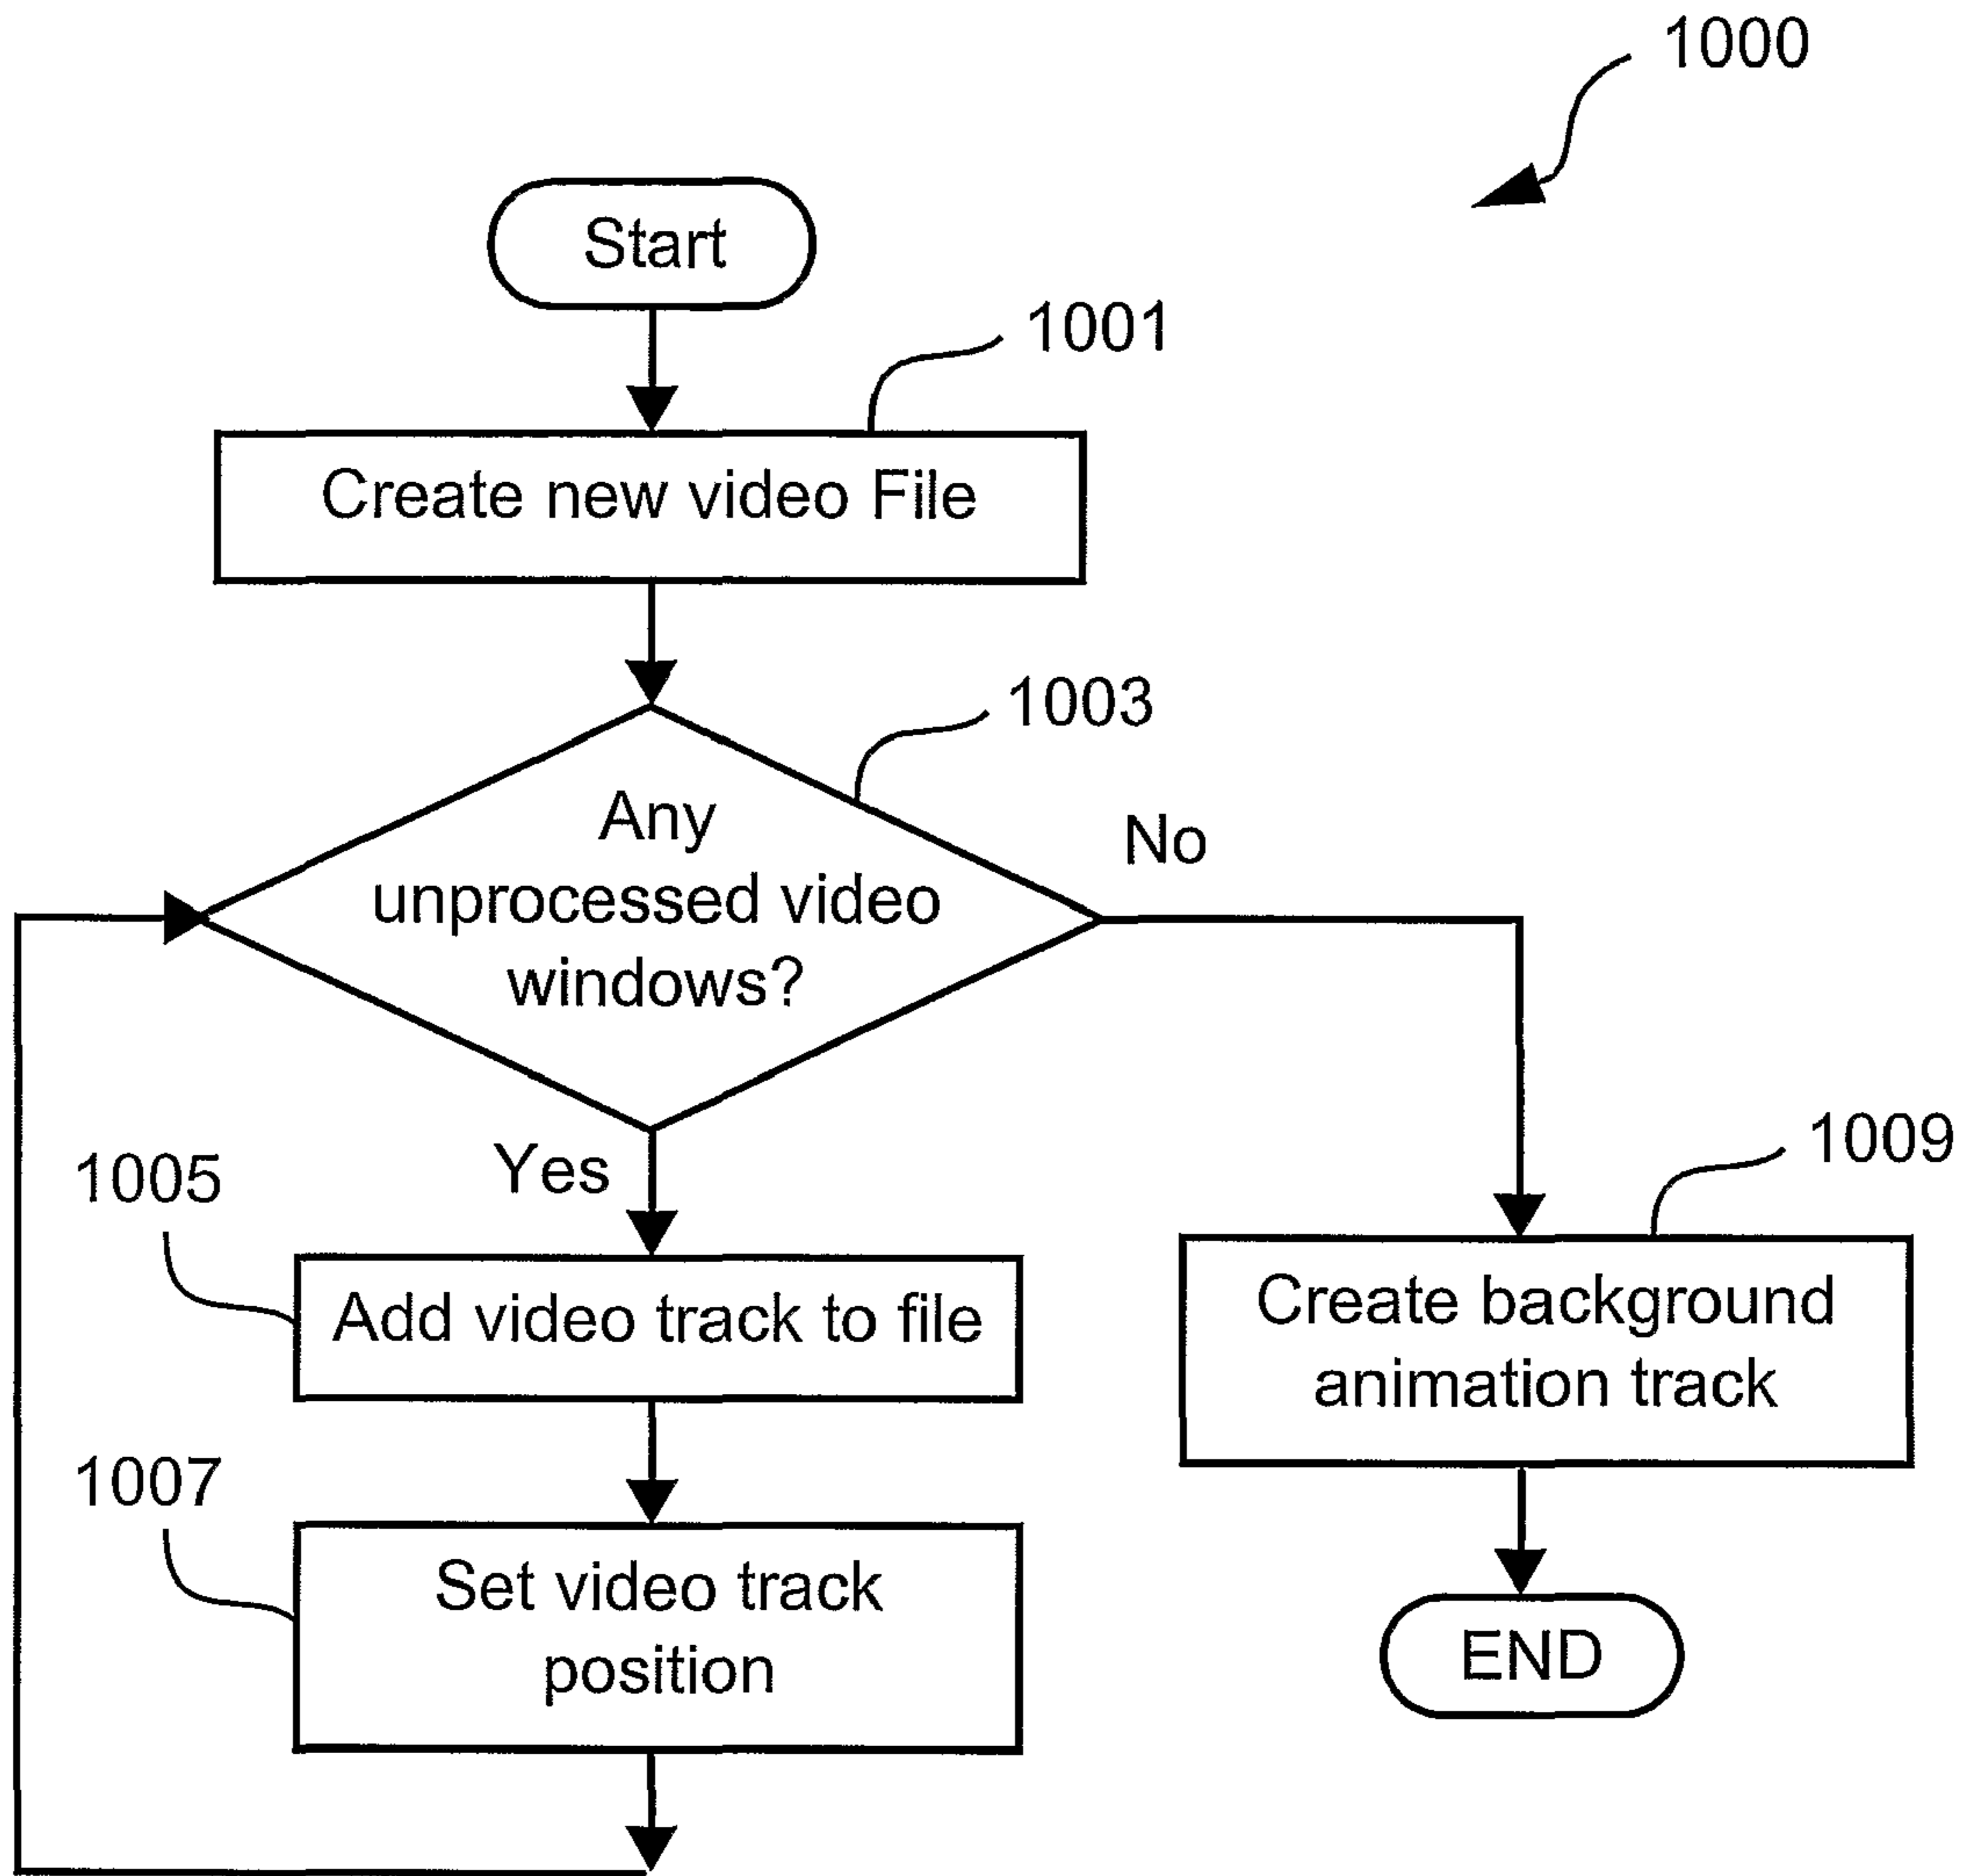 1000
Start
1001
Create new video File
1003
Any
unprocessed video
windows?
No
Yes
1005
Add video track to file
1009
Create background
animation track
1007
Set video track
position
END